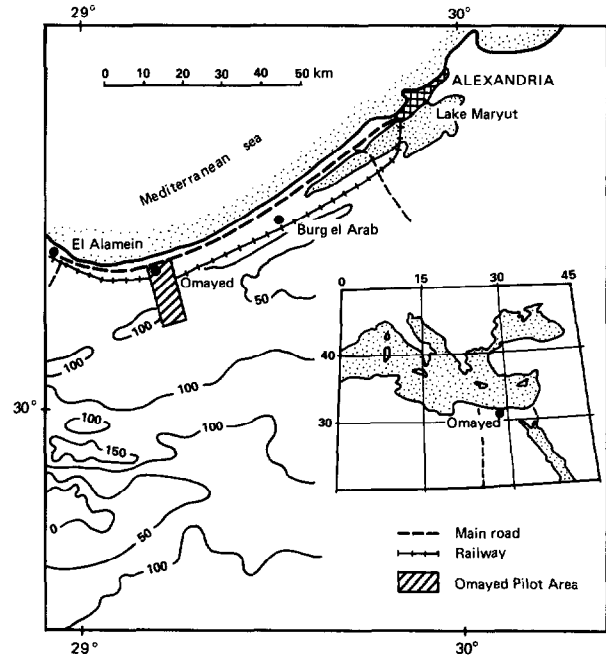 29°
30°
0 10 20 30 40 50 km
ALEXANDRIA
Lake Maryut
Mediterranean sea
Burg el Arab
El Alamein
Omayed
50
100
100
100
30°
100
100
150
0
50
100
0 15 30 45
40
30
Omayed
Main road
Railway
Omayed Pilot Area
29°
30°